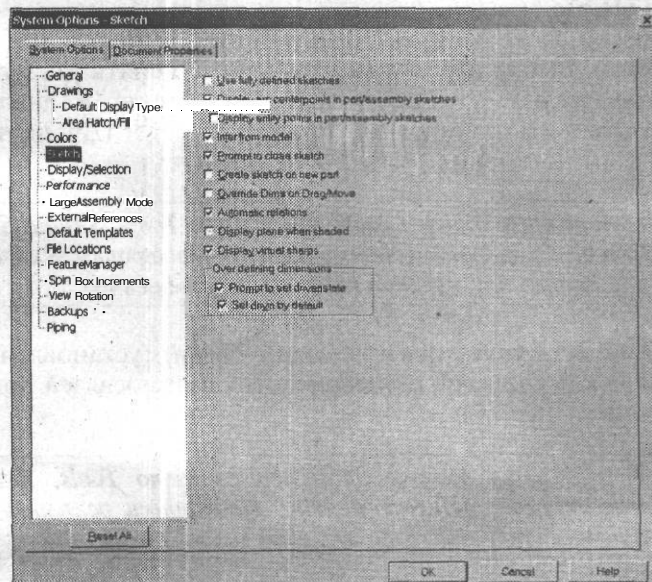 System Options - Sketch
System Options
Document Properties
General
Drawings
Default Display Type
Area Hatch/Fill
Colors
Sketch
Display/Selection
Performance
Large Assembly Mode
External References
Default Templates
File Locations
FeatureManager
Spin Box Increments
View Rotation
Backups
Piping
Use fully defined sketches
Display arc centerpoints in part/assembly sketches
Display entity points in part/assembly sketches
Infer from model
Prompt to close sketch
Create sketch on new part
Override Dims on Drag/Move
Automatic relations
Display plane when shaded
Display virtual sharps
Over defining dimensions
Prompt to set driven state
Set driven by default
Reset All
OK
Cancel
Help